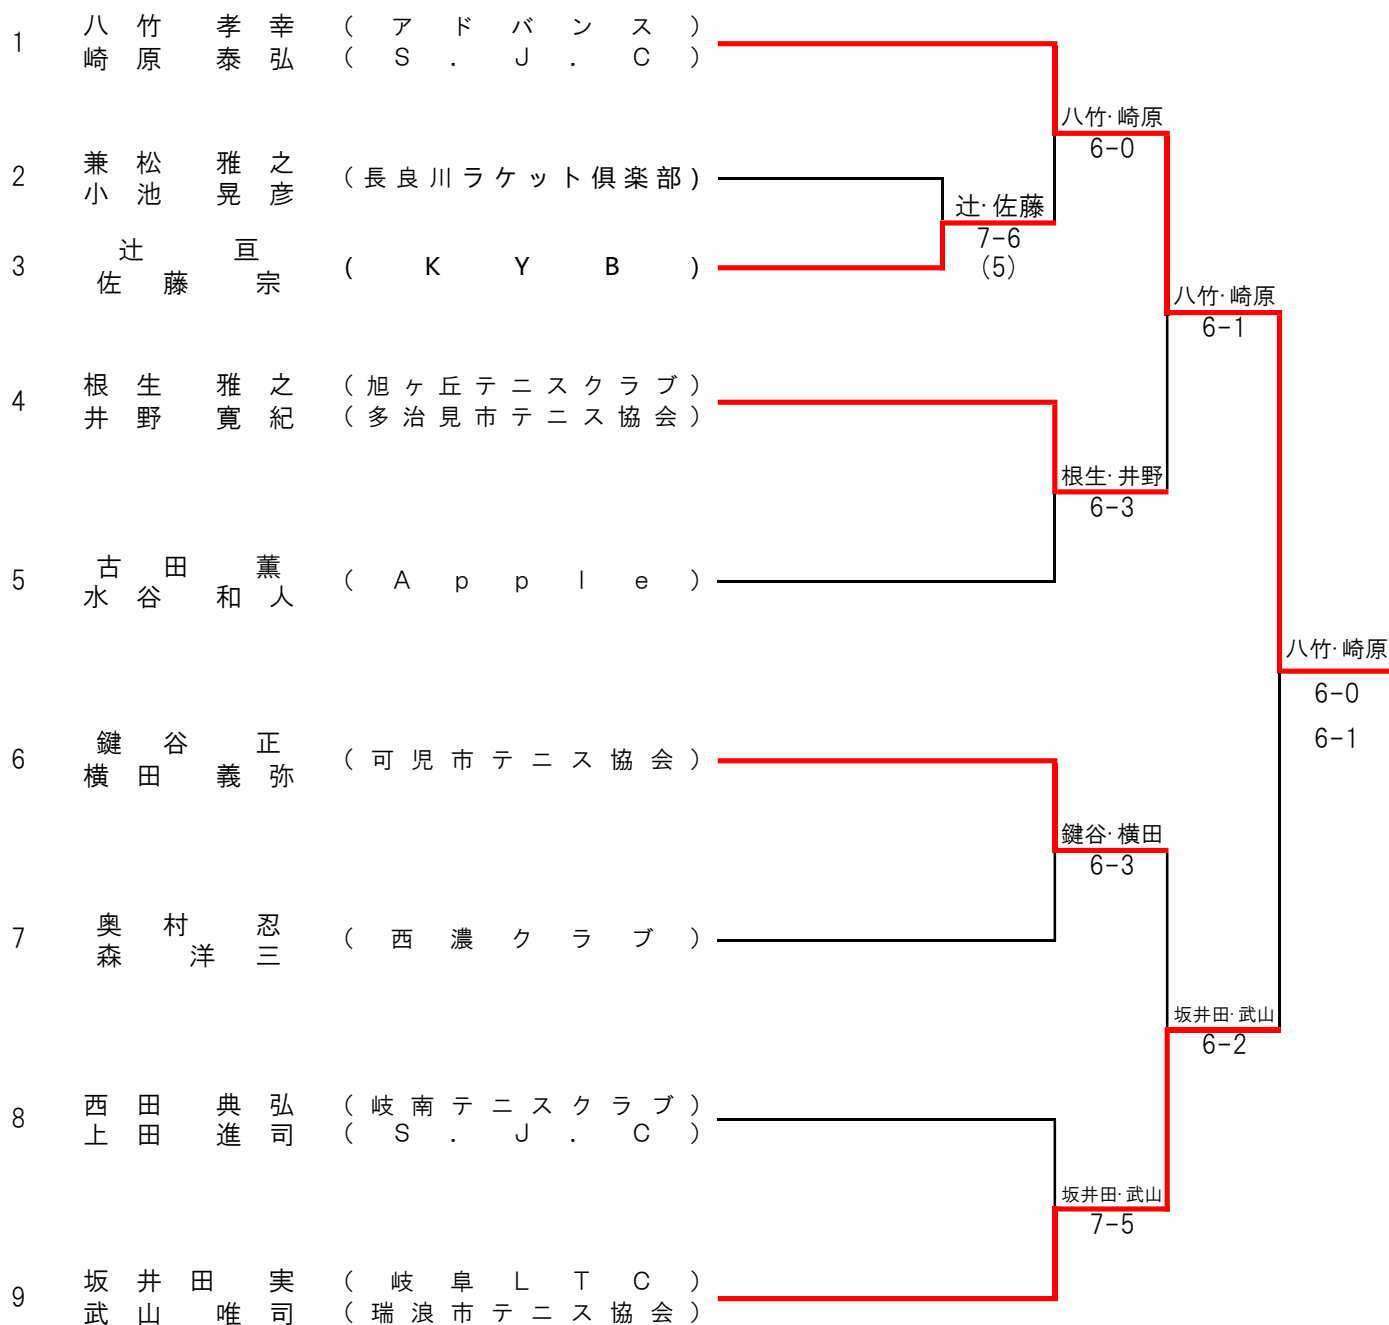 1 八竹 孝幸 (アドバンス)
崎原 泰弘 (S.J.C)
八竹·崎原
6-0
2 兼松 雅之 (長良川ラケット俱楽部)
小池 晃彦
辻·佐藤
7-6
(5)
3 辻 亘 (KYB)
佐藤 宗
八竹·崎原
6-1
4 根生 雅之 (旭ヶ丘テニスクラブ)
井野 寛紀 (多治見市テニス協会)
根生·井野
6-3
5 古田 薫 (Apple)
水谷 和人
八竹·崎原
6-0
6-1
6 鍵谷 正 (可児市テニス協会)
横田 義弥
鍵谷·横田
6-3
7 奥村 忍 (西濃クラブ)
森 洋三
坂井田·武山
6-2
8 西田 典弘 (岐南テニスクラブ)
上田 進司 (S.J.C)
坂井田·武山
7-5
9 坂井田 実 (岐阜LTC)
武山 唯司 (瑞浪市テニス協会)